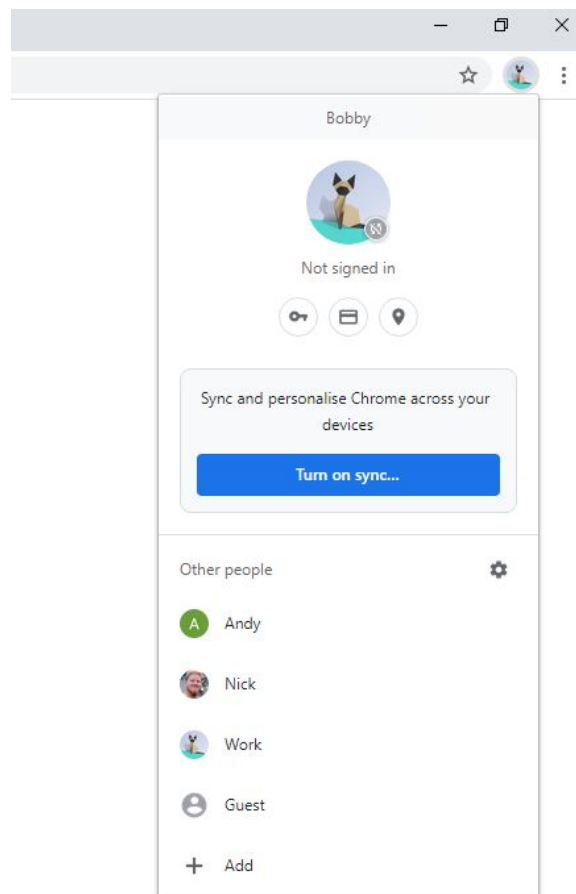 Bobby
Not signed in
Sync and personalise Chrome across your
devices
Turn on sync...
Other people
A Andy
Nick
Work
Guest
Add